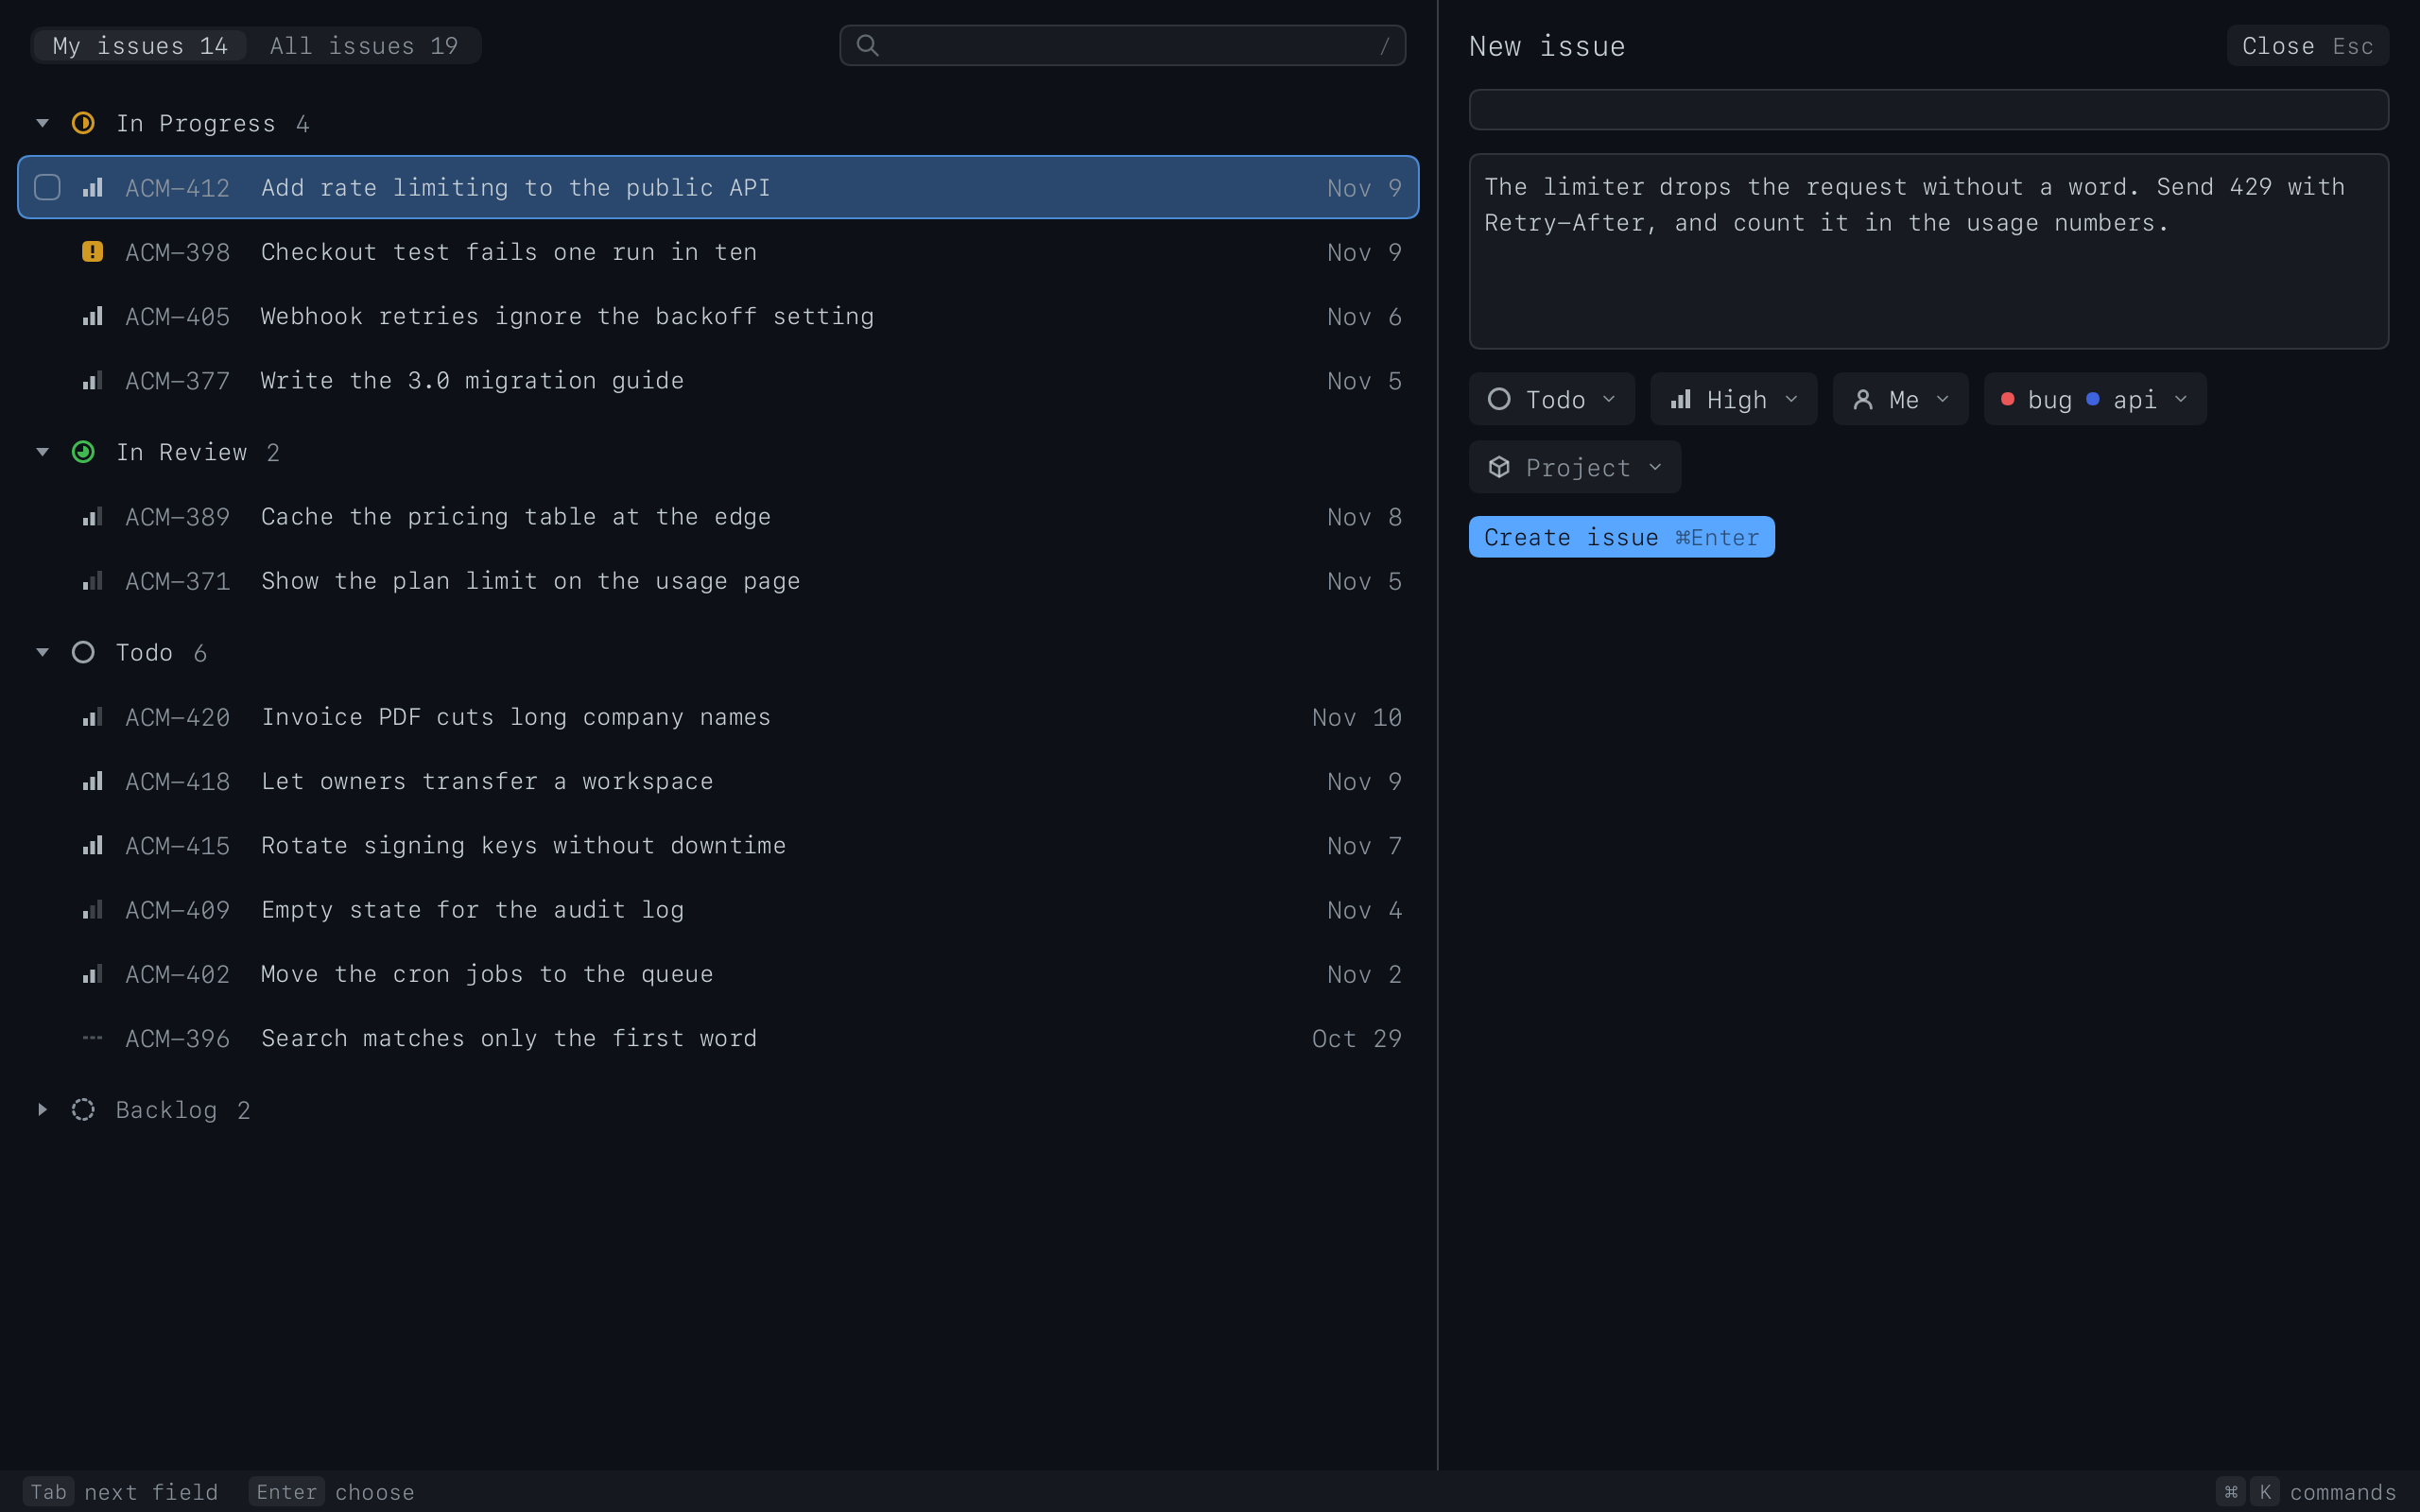 My issues 14 All issues 19
/
In Progress 4
ACM-412 Add rate limiting to the public API Nov 9
ACM-398 Checkout test fails one run in ten Nov 9
ACM-405 Webhook retries ignore the backoff setting Nov 6
ACM-377 Write the 3.0 migration guide Nov 5
In Review 2
ACM-389 Cache the pricing table at the edge Nov 8
ACM-371 Show the plan limit on the usage page Nov 5
Todo 6
ACM-420 Invoice PDF cuts long company names Nov 10
ACM-418 Let owners transfer a workspace Nov 9
ACM-415 Rotate signing keys without downtime Nov 7
ACM-409 Empty state for the audit log Nov 4
ACM-402 Move the cron jobs to the queue Nov 2
ACM-396 Search matches only the first word Oct 29
Backlog 2
New issue Close Esc
The limiter drops the request without a word. Send 429 with
Retry-After, and count it in the usage numbers.
Todo High Me bug api
Project
Create issue ⌘Enter
Tab next field Enter choose ⌘ K commands